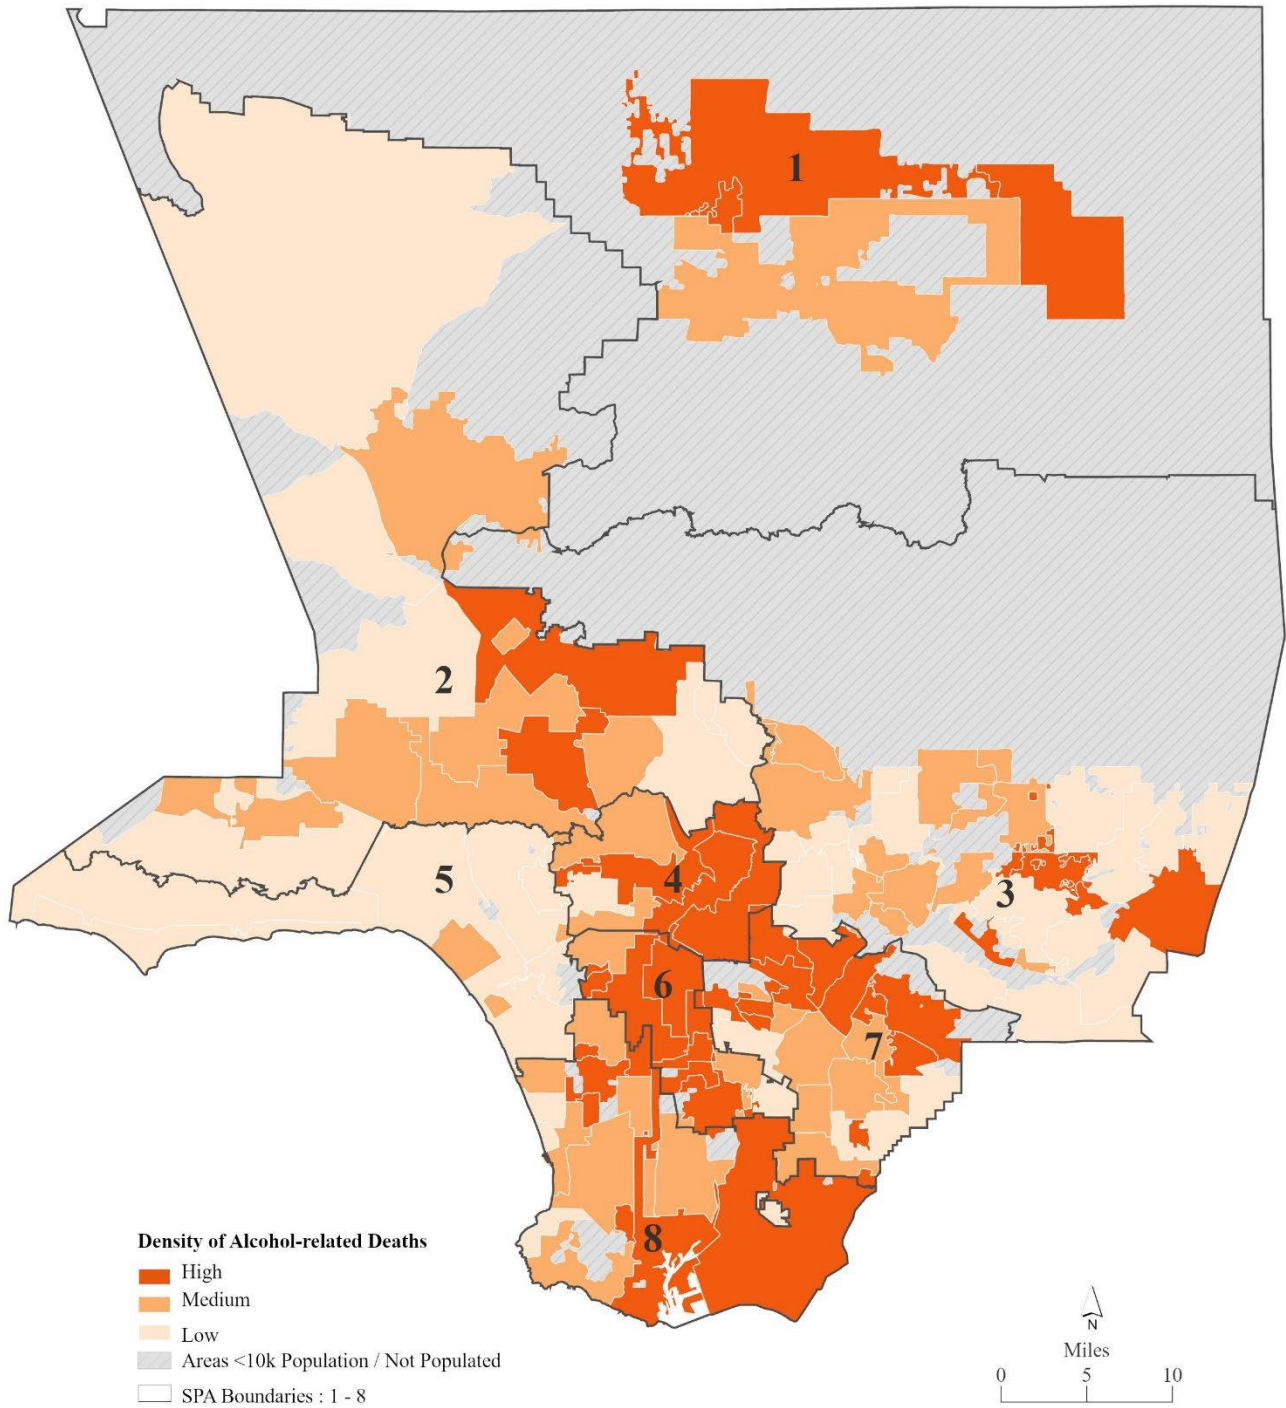 1
2
5
4
3
6
7
8
Density of Alcohol-related Deaths
High
Medium
Low
Areas <10k Population / Not Populated
SPA Boundaries : 1 - 8
N
Miles
0 5 10